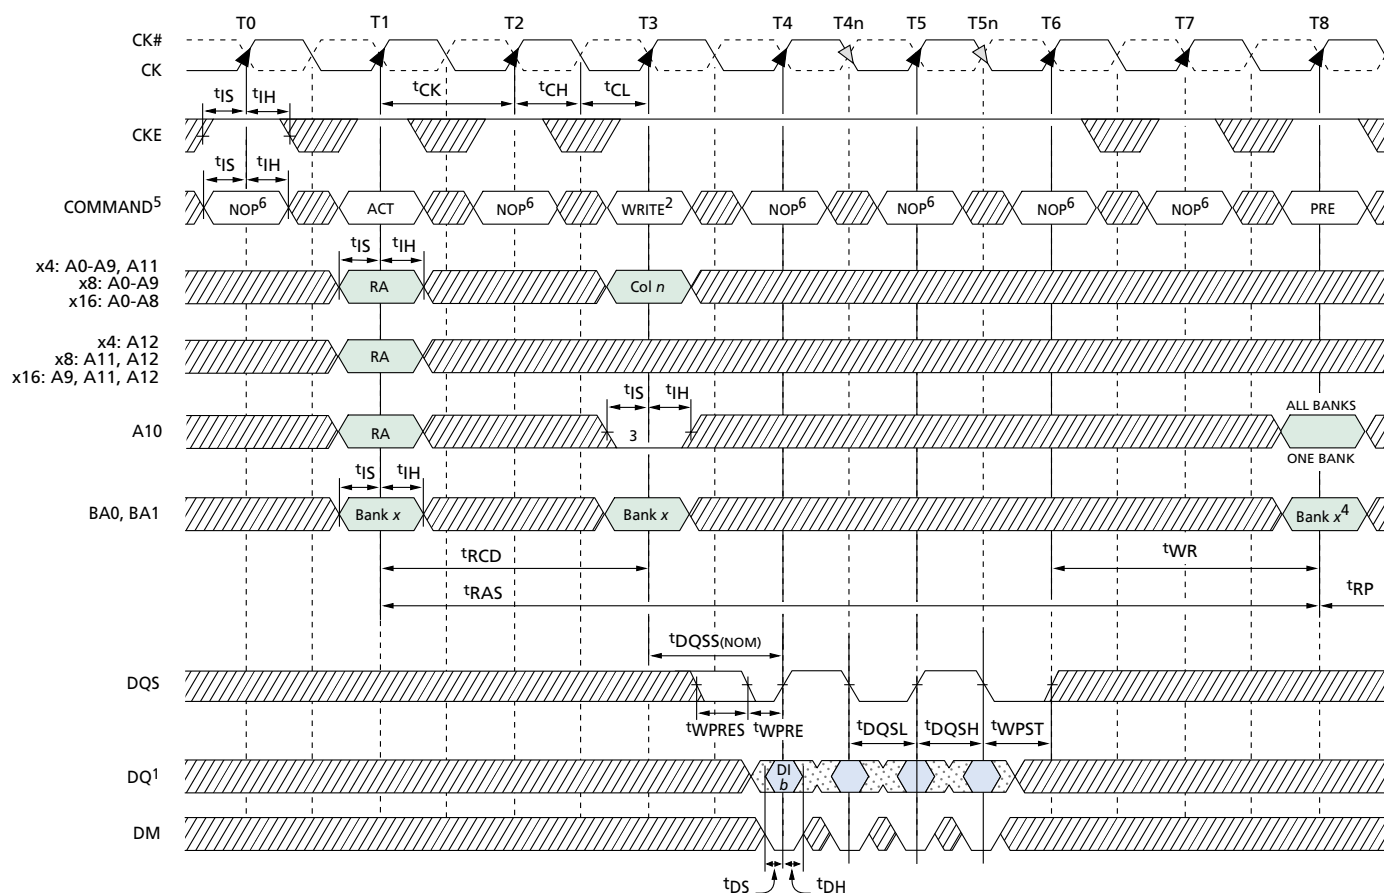 T0 T1 T2 T3 T4 T4n T5 T5n T6 T7 T8
CK#
CK
tCK tCH tCL
tIS tIH
CKE
tIS tIH
COMMAND5 NOP6 ACT NOP6 WRITE2 NOP6 NOP6 NOP6 NOP6 PRE
tIS tIH
x4: A0-A9, A11
x8: A0-A9
x16: A0-A8
RA Col n
x4: A12
x8: A11, A12
x16: A9, A11, A12
RA
tIS tIH
ALL BANKS
A10 RA 3
ONE BANK
tIS tIH
BA0, BA1 Bank x Bank x Bank x4
tRCD tWR
tRAS tRP
tDQSS(NOM)
DQS
tWPRES tWPRE tDQSL tDQSH tWPST
DQ1 DI
b
DM
tDS tDH